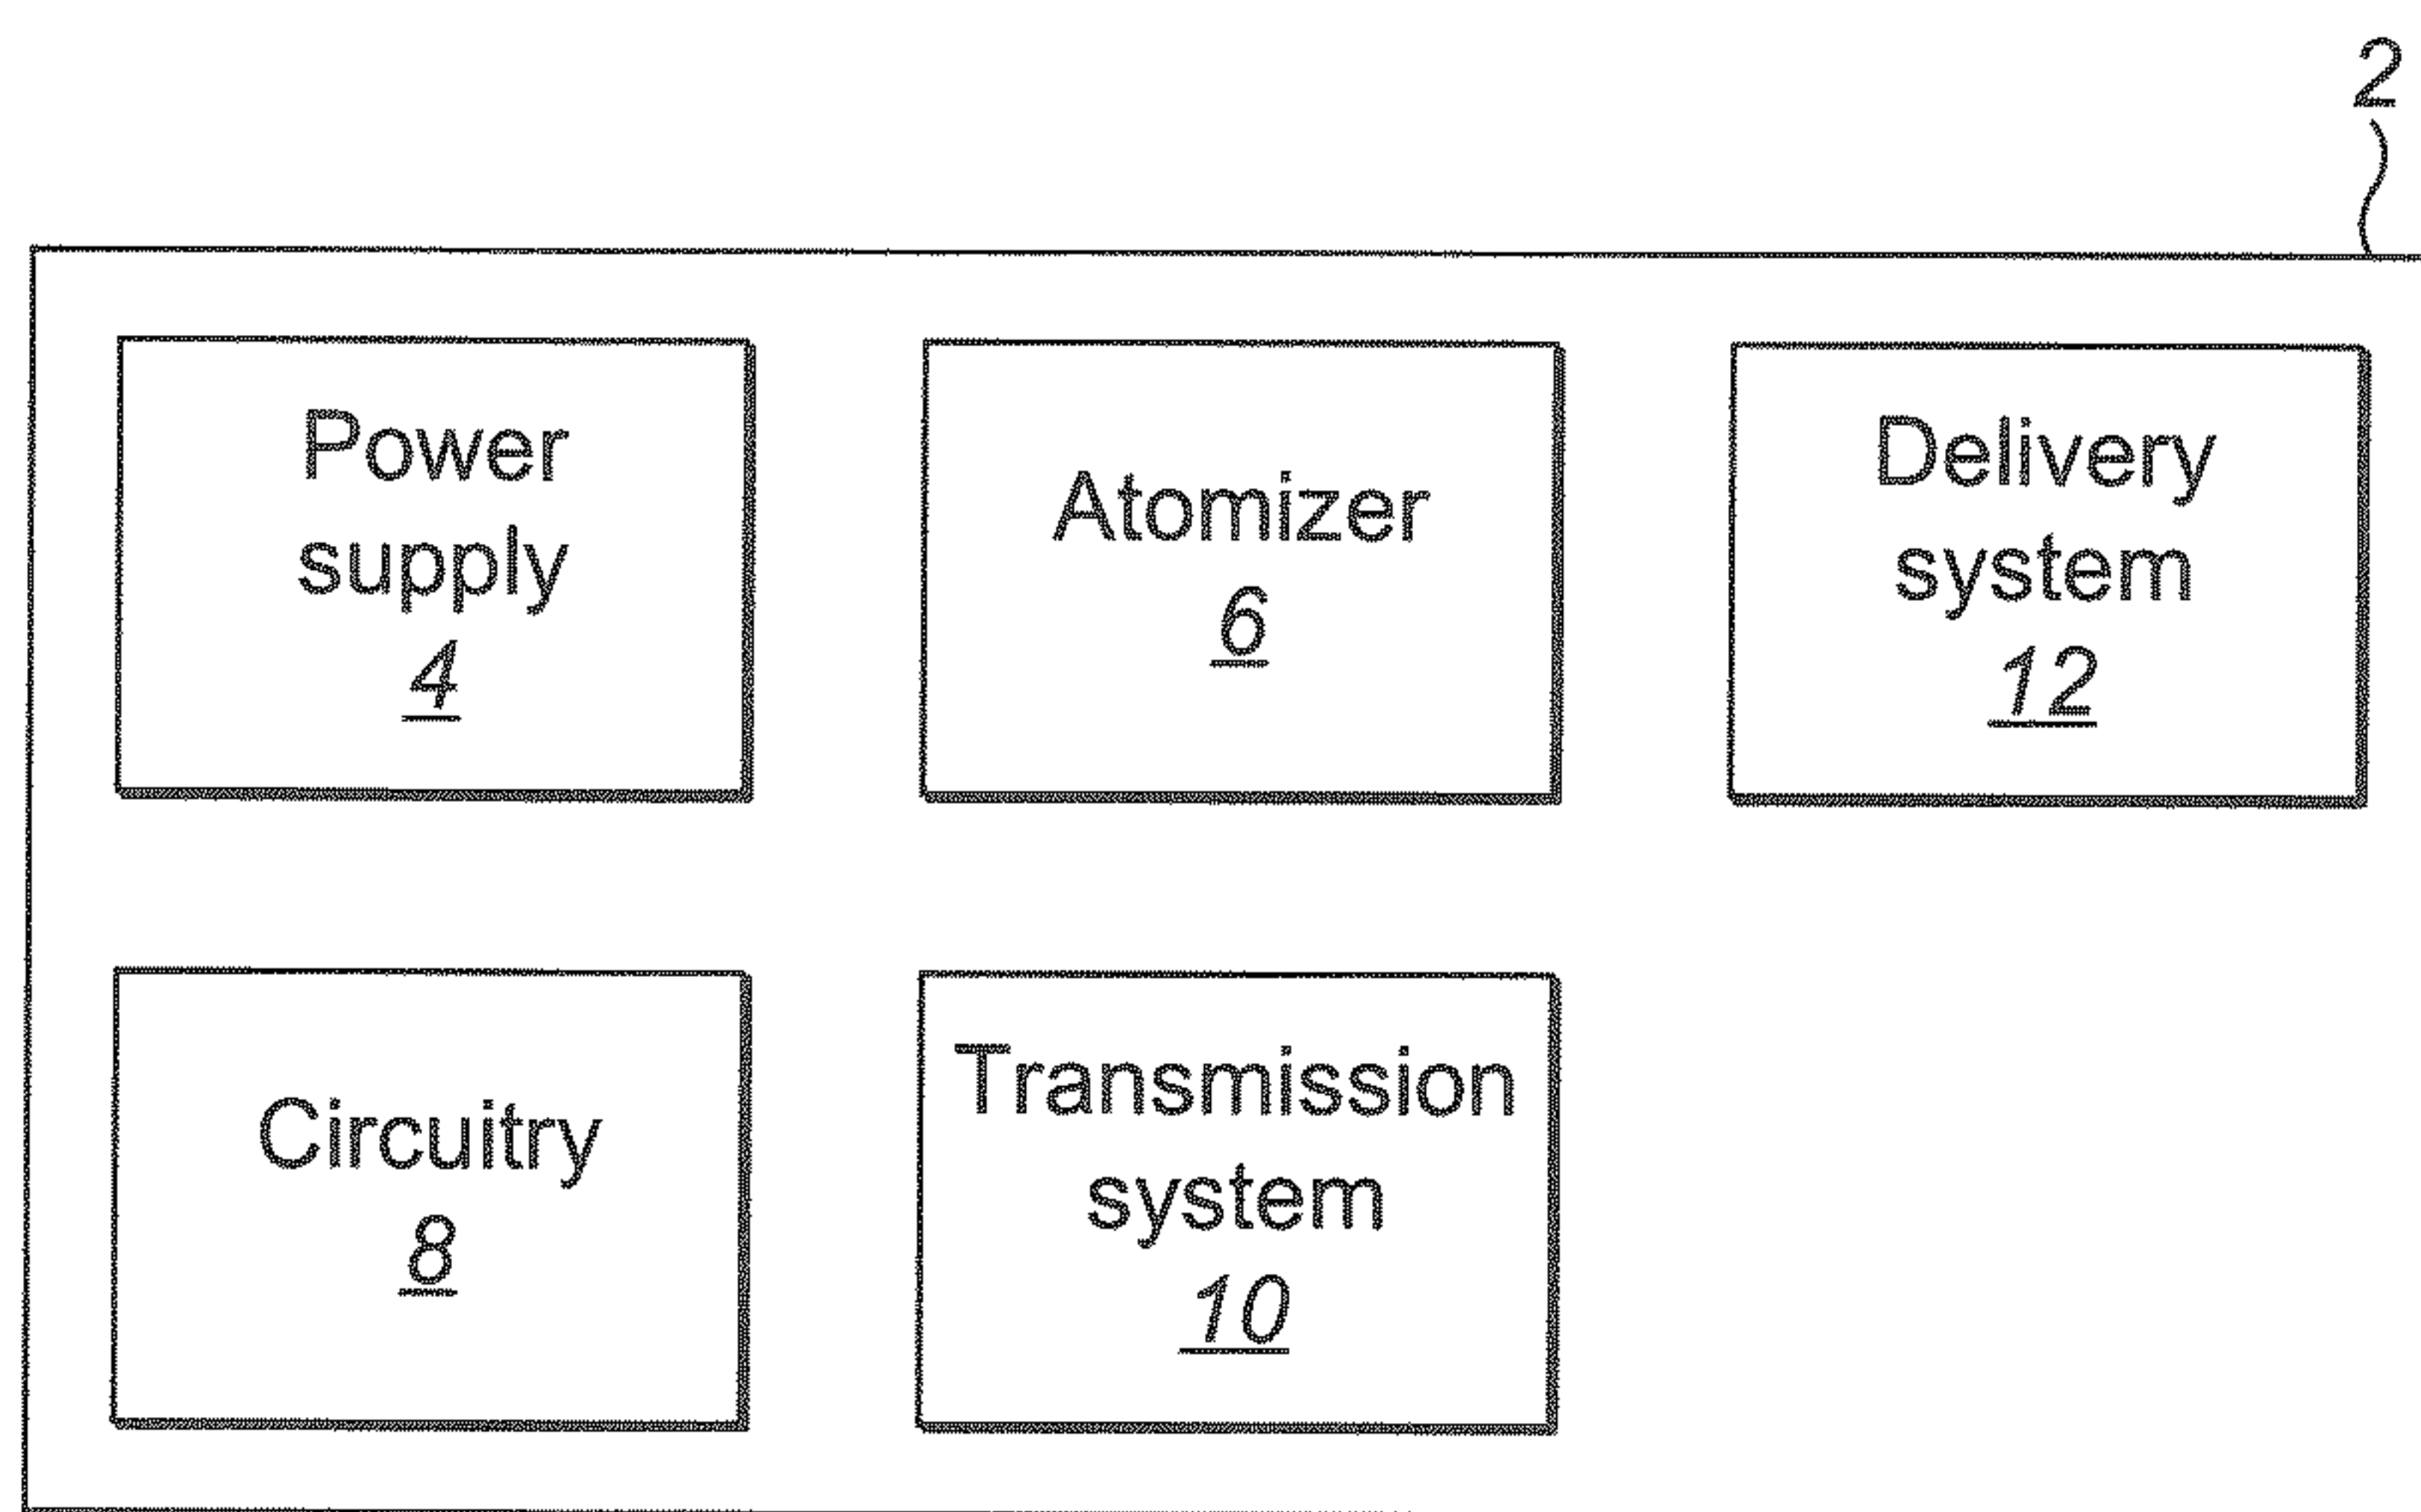 2
Power
supply
4
Atomizer
6
Delivery
system
12
Circuitry
8
Transmission
system
10